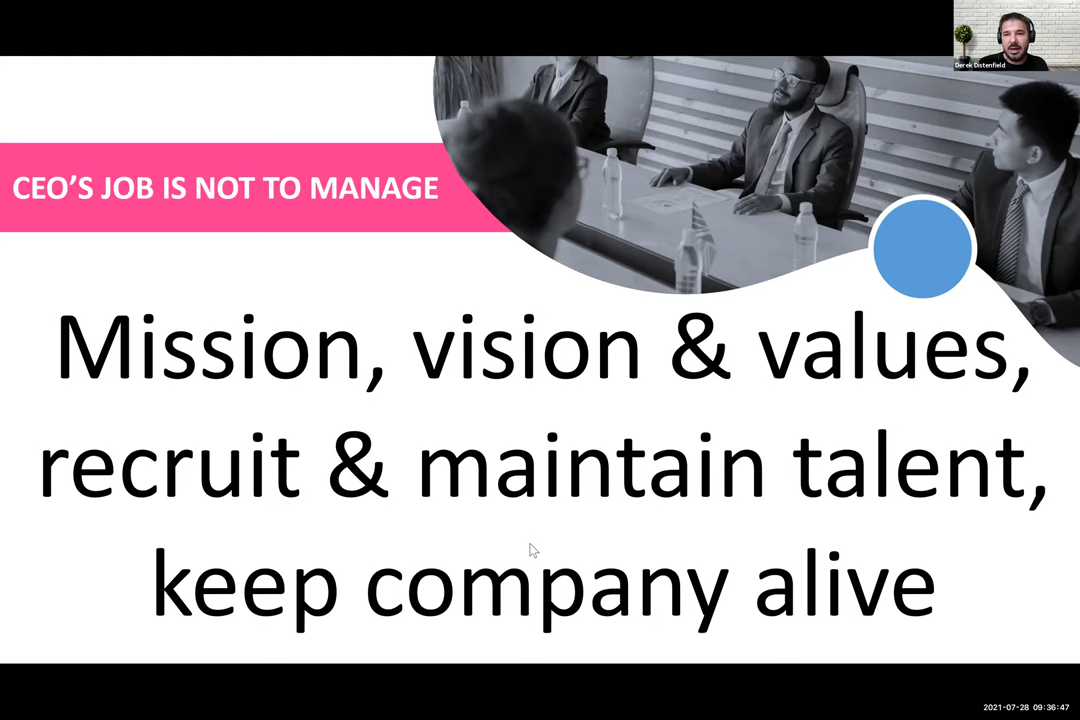 Derek Distenfield
CEO’S JOB IS NOT TO MANAGE
Mission, vision & values,
recruit & maintain talent,
keep company alive
2021-07-28 09:36:47